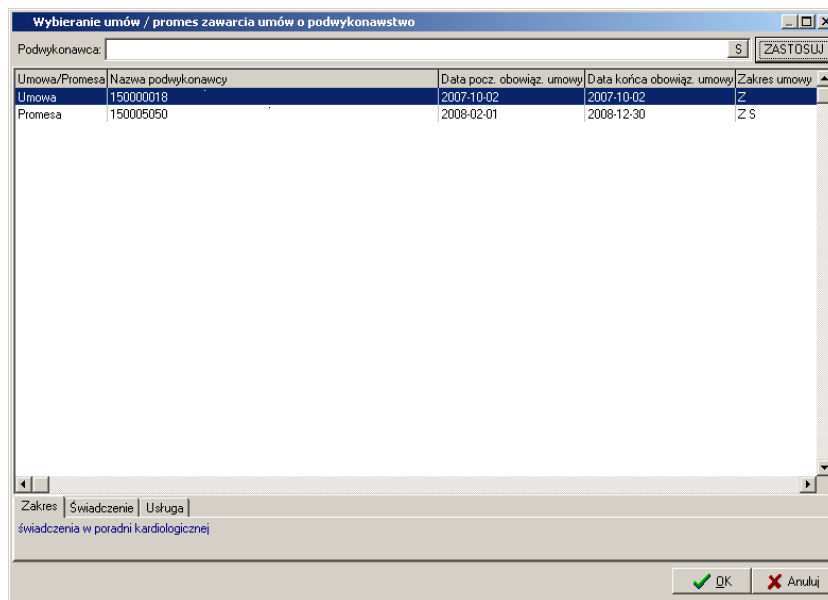 Wybieranie umów / promes zawarcia umów o podwykonawstwo
Podwykonawca: S ZASTOSUJ
Umowa/Promesa Nazwa podwykonawcy Data pocz. obowiąz. umowy Data końca obowiąz. umowy Zakres umowy
Umowa 150000018 2007-10-02 2007-10-02 Z
Promesa 150005050 2008-02-01 2008-12-30 Z S
Zakres Świadczenie Usługa
świadczenia w poradni kardiologicznej
OK Anuluj